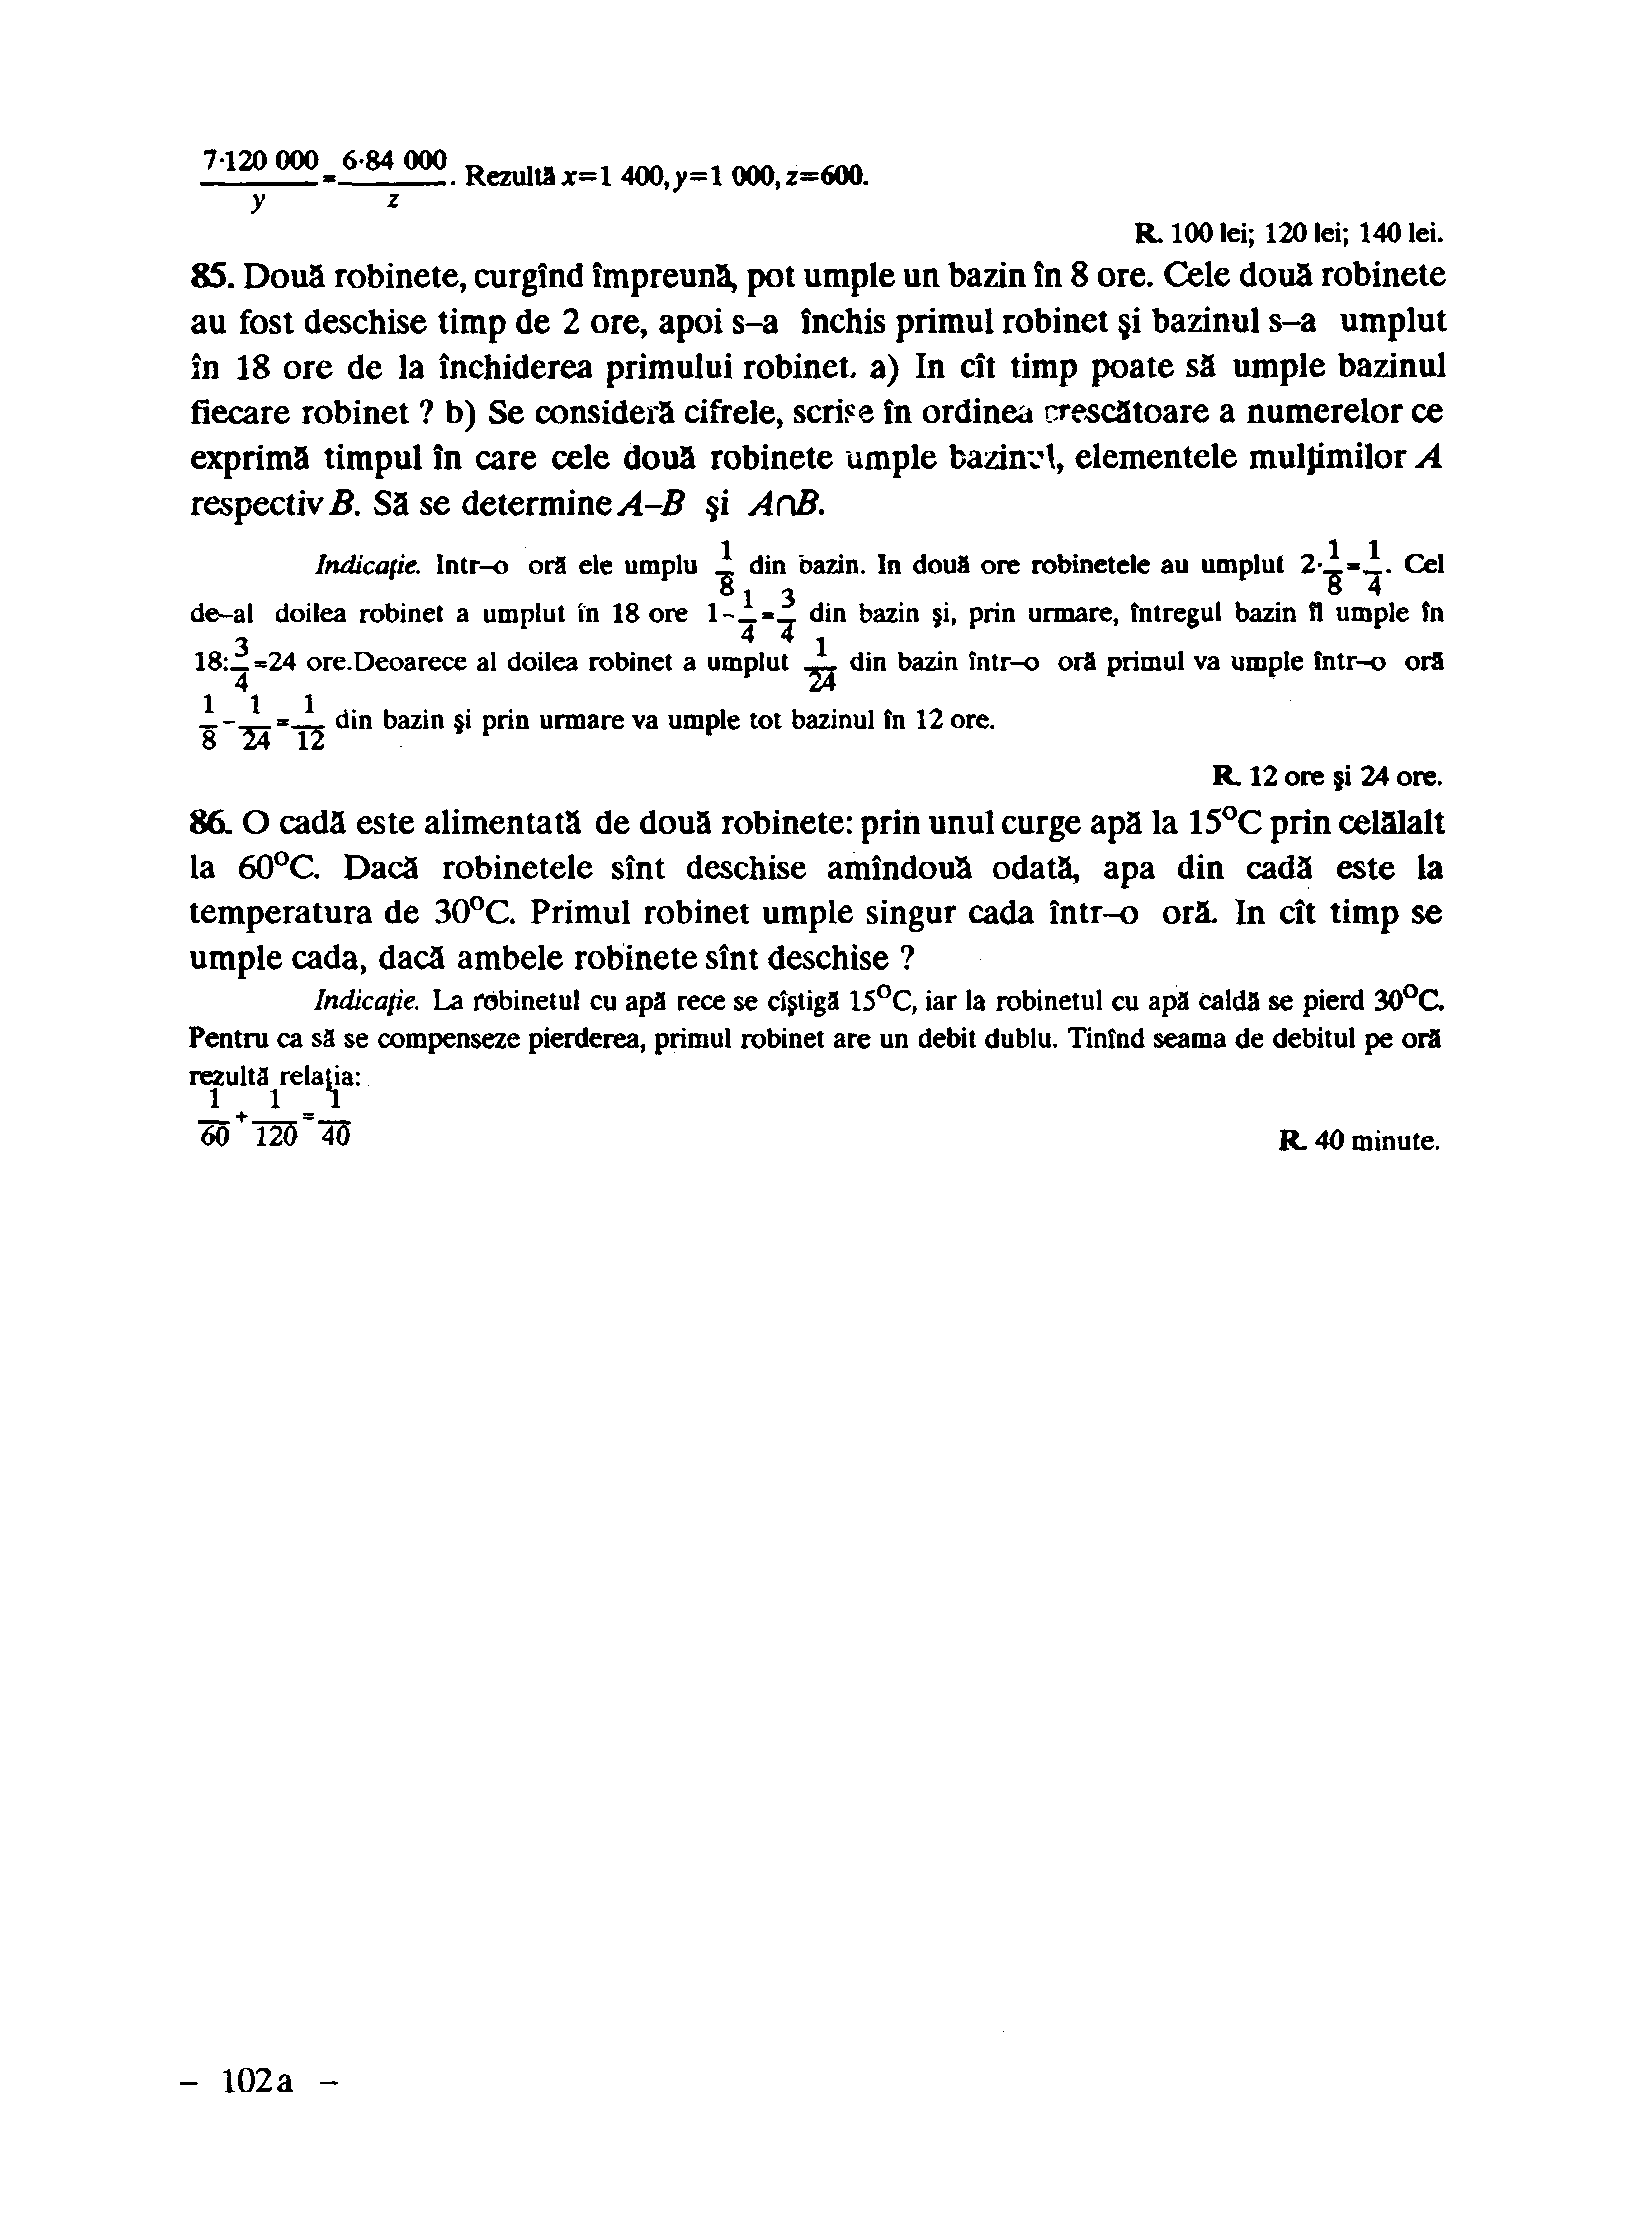 7·120 000/y = 6·84 000/z. Rezultă x=1 400, y=1 000, z=600.
R. 100 lei; 120 lei; 140 lei.
85. Două robinete, curgînd împreună, pot umple un bazin în 8 ore. Cele două robinete
au fost deschise timp de 2 ore, apoi s–a închis primul robinet şi bazinul s–a umplut
în 18 ore de la închiderea primului robinet. a) In cît timp poate să umple bazinul
fiecare robinet ? b) Se consideră cifrele, scrise în ordinea crescătoare a numerelor ce
exprimă timpul în care cele două robinete umple bazinul, elementele mulţimilor A
respectiv B. Să se determine A–B şi A∩B.
Indicaţie. Intr–o oră ele umplu 1/8 din bazin. In două ore robinetele au umplut 2·1/8=1/4. Cel
de–al doilea robinet a umplut în 18 ore 1-1/4=3/4 din bazin şi, prin urmare, întregul bazin îl umple în
18:3/4=24 ore.Deoarece al doilea robinet a umplut 1/24 din bazin într–o oră primul va umple într–o oră
1/8-1/24=1/12 din bazin şi prin urmare va umple tot bazinul în 12 ore.
R. 12 ore şi 24 ore.
86. O cadă este alimentată de două robinete: prin unul curge apă la 15°C prin celălalt
la 60°C. Dacă robinetele sînt deschise amîndouă odată, apa din cadă este la
temperatura de 30°C. Primul robinet umple singur cada într–o oră. In cît timp se
umple cada, dacă ambele robinete sînt deschise ?
Indicaţie. La robinetul cu apă rece se cîştigă 15°C, iar la robinetul cu apă caldă se pierd 30°C.
Pentru ca să se compenseze pierderea, primul robinet are un debit dublu. Tinînd seama de debitul pe oră
rezultă relaţia:
1/60+1/120=1/40
R. 40 minute.
– 102a –